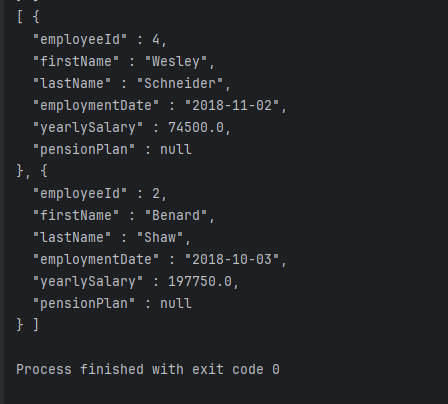 [ {
  "employeeId" : 4,
  "firstName" : "Wesley",
  "lastName" : "Schneider",
  "employmentDate" : "2018-11-02",
  "yearlySalary" : 74500.0,
  "pensionPlan" : null
}, {
  "employeeId" : 2,
  "firstName" : "Benard",
  "lastName" : "Shaw",
  "employmentDate" : "2018-10-03",
  "yearlySalary" : 197750.0,
  "pensionPlan" : null
} ]
Process finished with exit code 0